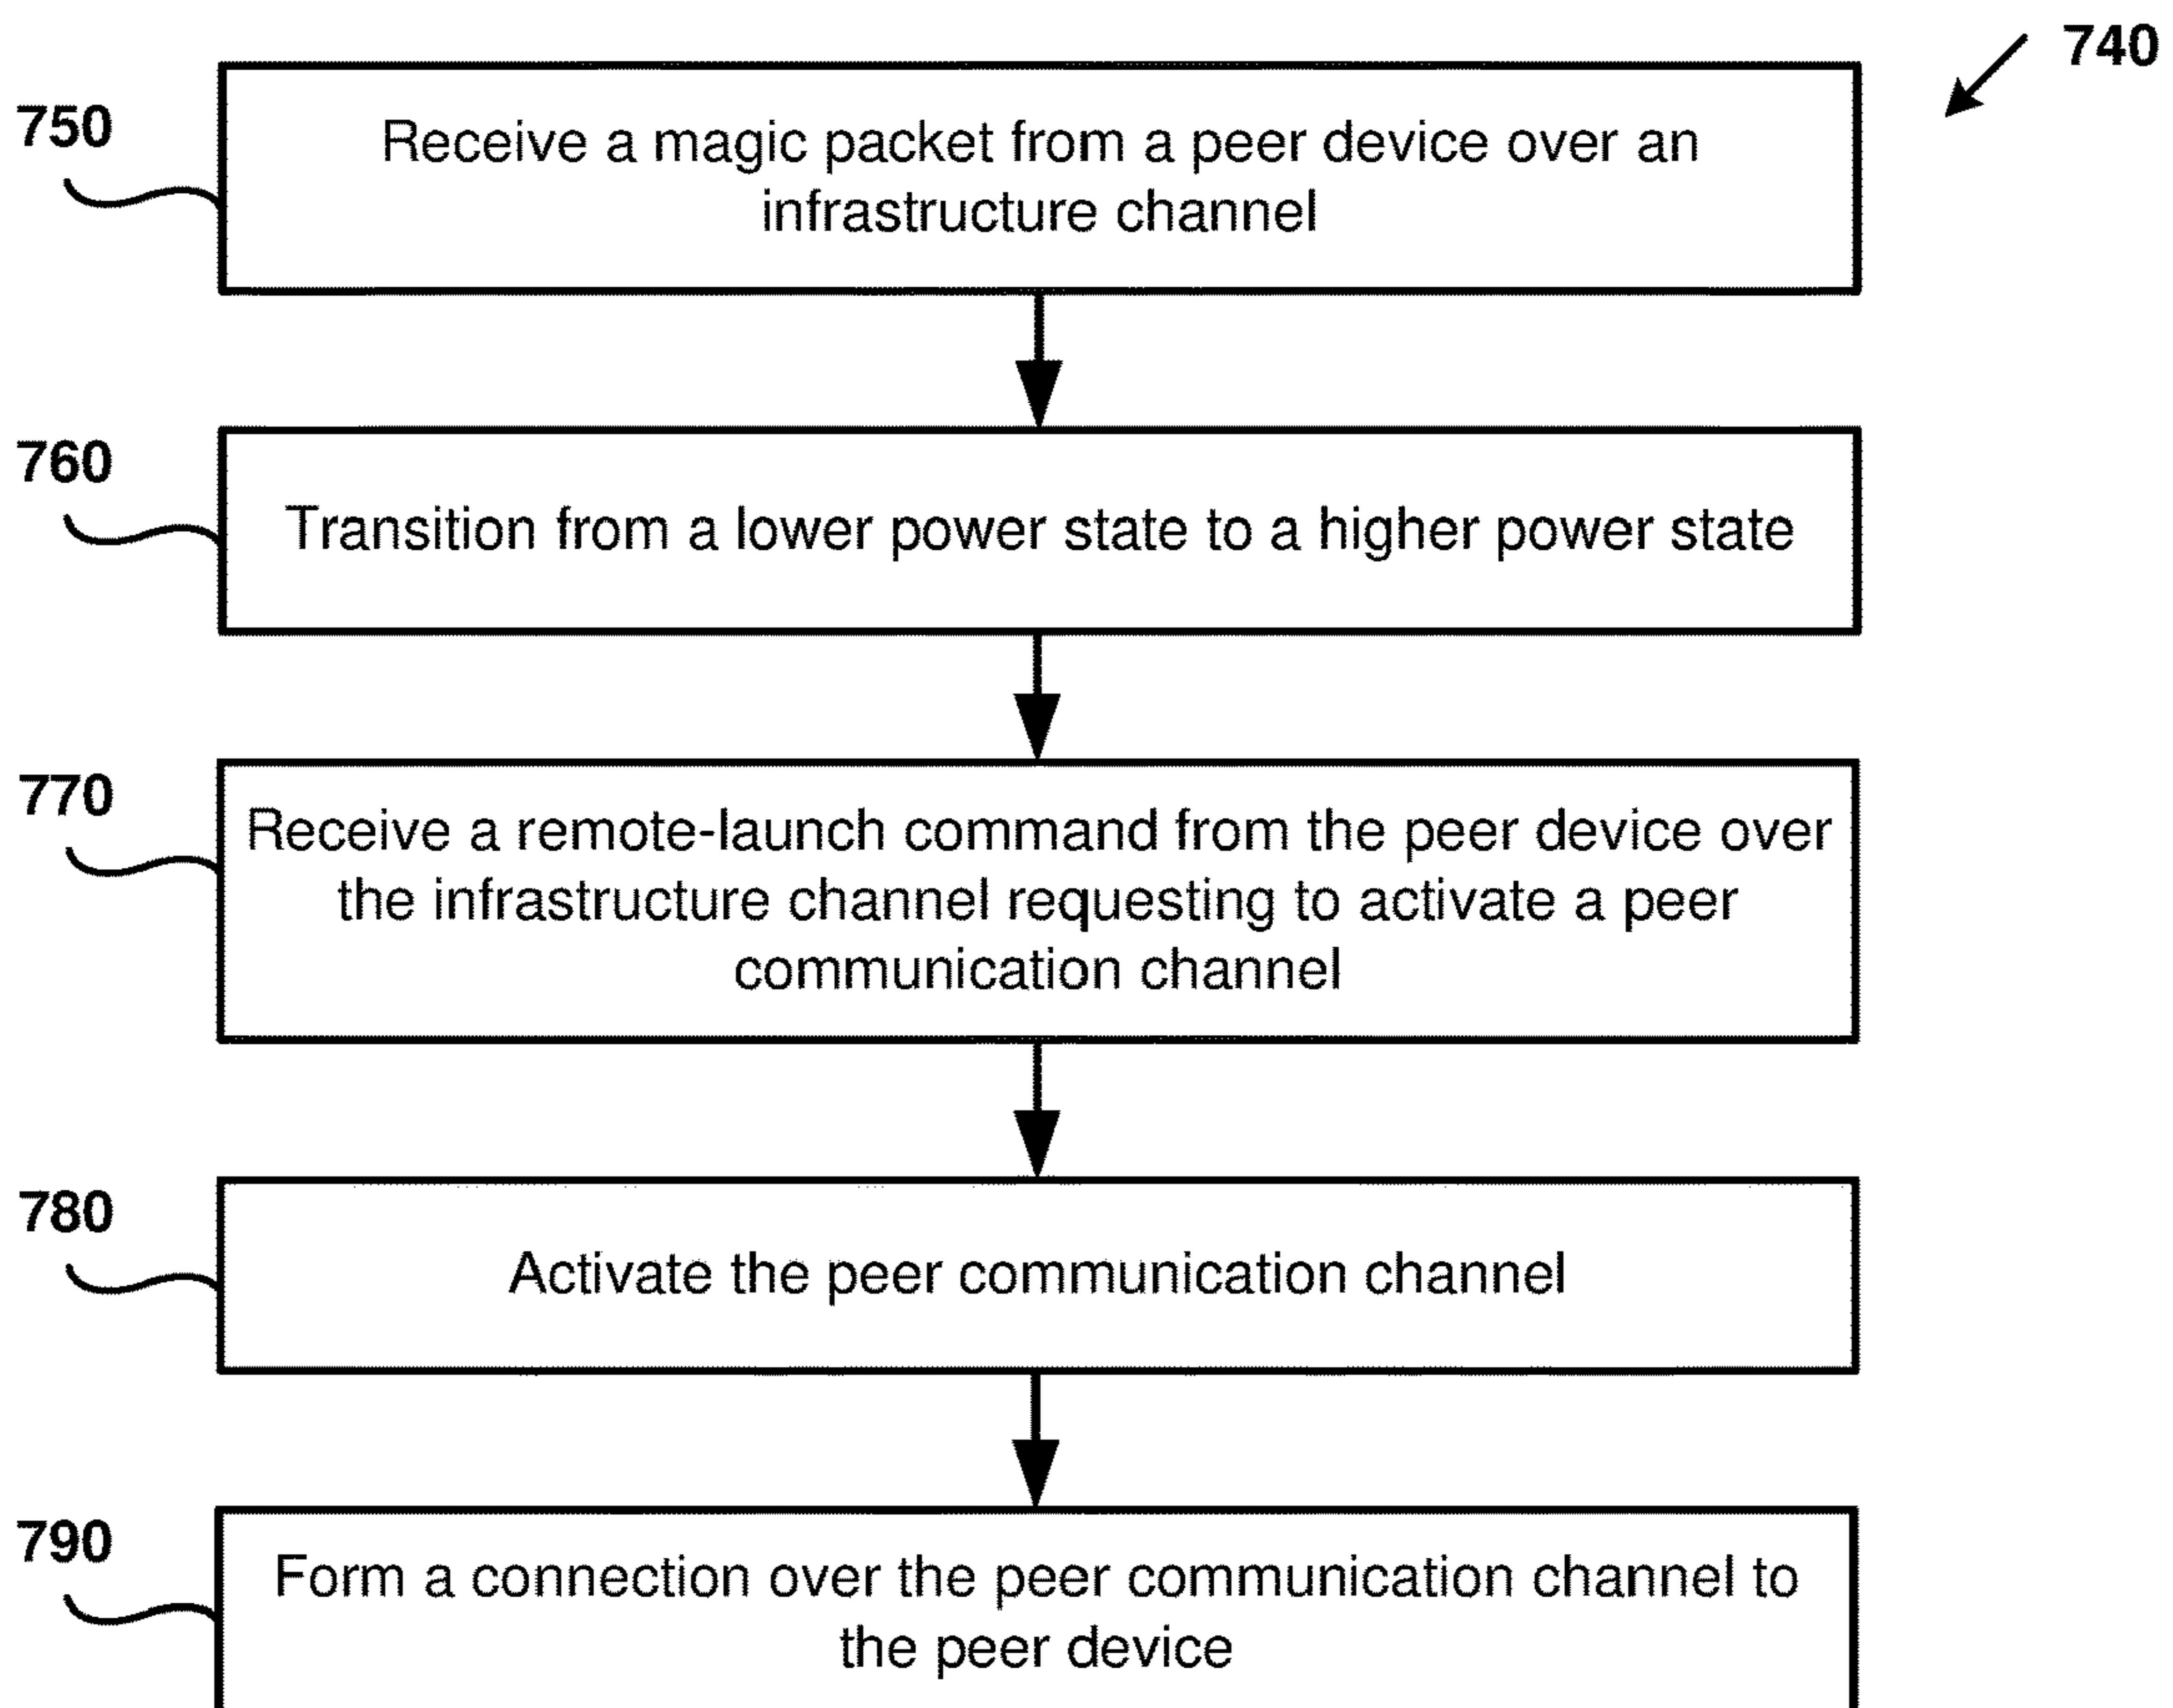 740
750
Receive a magic packet from a peer device over an
infrastructure channel
760
Transition from a lower power state to a higher power state
770
Receive a remote-launch command from the peer device over
the infrastructure channel requesting to activate a peer
communication channel
780
Activate the peer communication channel
790
Form a connection over the peer communication channel to
the peer device